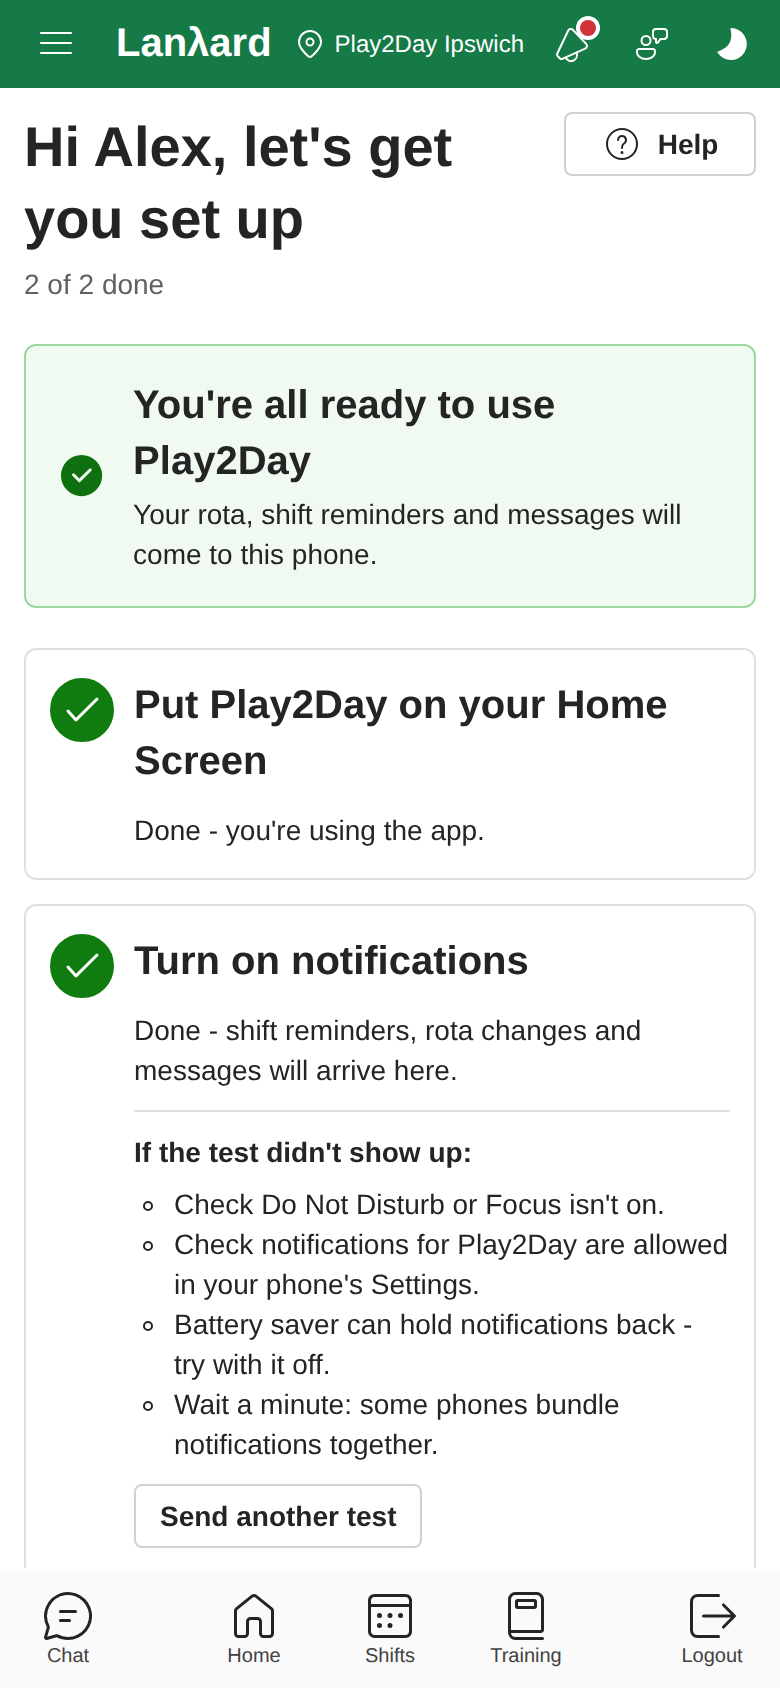 Lanλard
Play2Day Ipswich
Hi Alex, let's get
you set up
Help
2 of 2 done
You're all ready to use
Play2Day
Your rota, shift reminders and messages will
come to this phone.
Put Play2Day on your Home
Screen
Done - you're using the app.
Turn on notifications
Done - shift reminders, rota changes and
messages will arrive here.
If the test didn't show up:
Check Do Not Disturb or Focus isn't on.
Check notifications for Play2Day are allowed
in your phone's Settings.
Battery saver can hold notifications back -
try with it off.
Wait a minute: some phones bundle
notifications together.
Send another test
Chat
Home
Shifts
Training
Logout